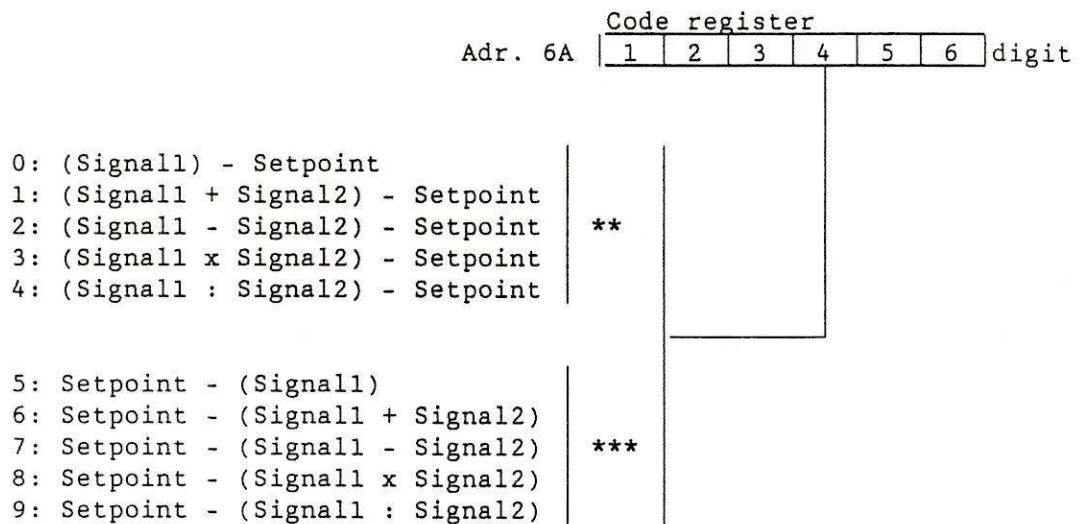 Code register
Adr. 6A 1 2 3 4 5 6 digit
0: (Signal1) - Setpoint
1: (Signal1 + Signal2) - Setpoint
2: (Signal1 - Signal2) - Setpoint
3: (Signal1 x Signal2) - Setpoint
4: (Signal1 : Signal2) - Setpoint
**
5: Setpoint - (Signal1)
6: Setpoint - (Signal1 + Signal2)
7: Setpoint - (Signal1 - Signal2)
8: Setpoint - (Signal1 x Signal2)
9: Setpoint - (Signal1 : Signal2)
***